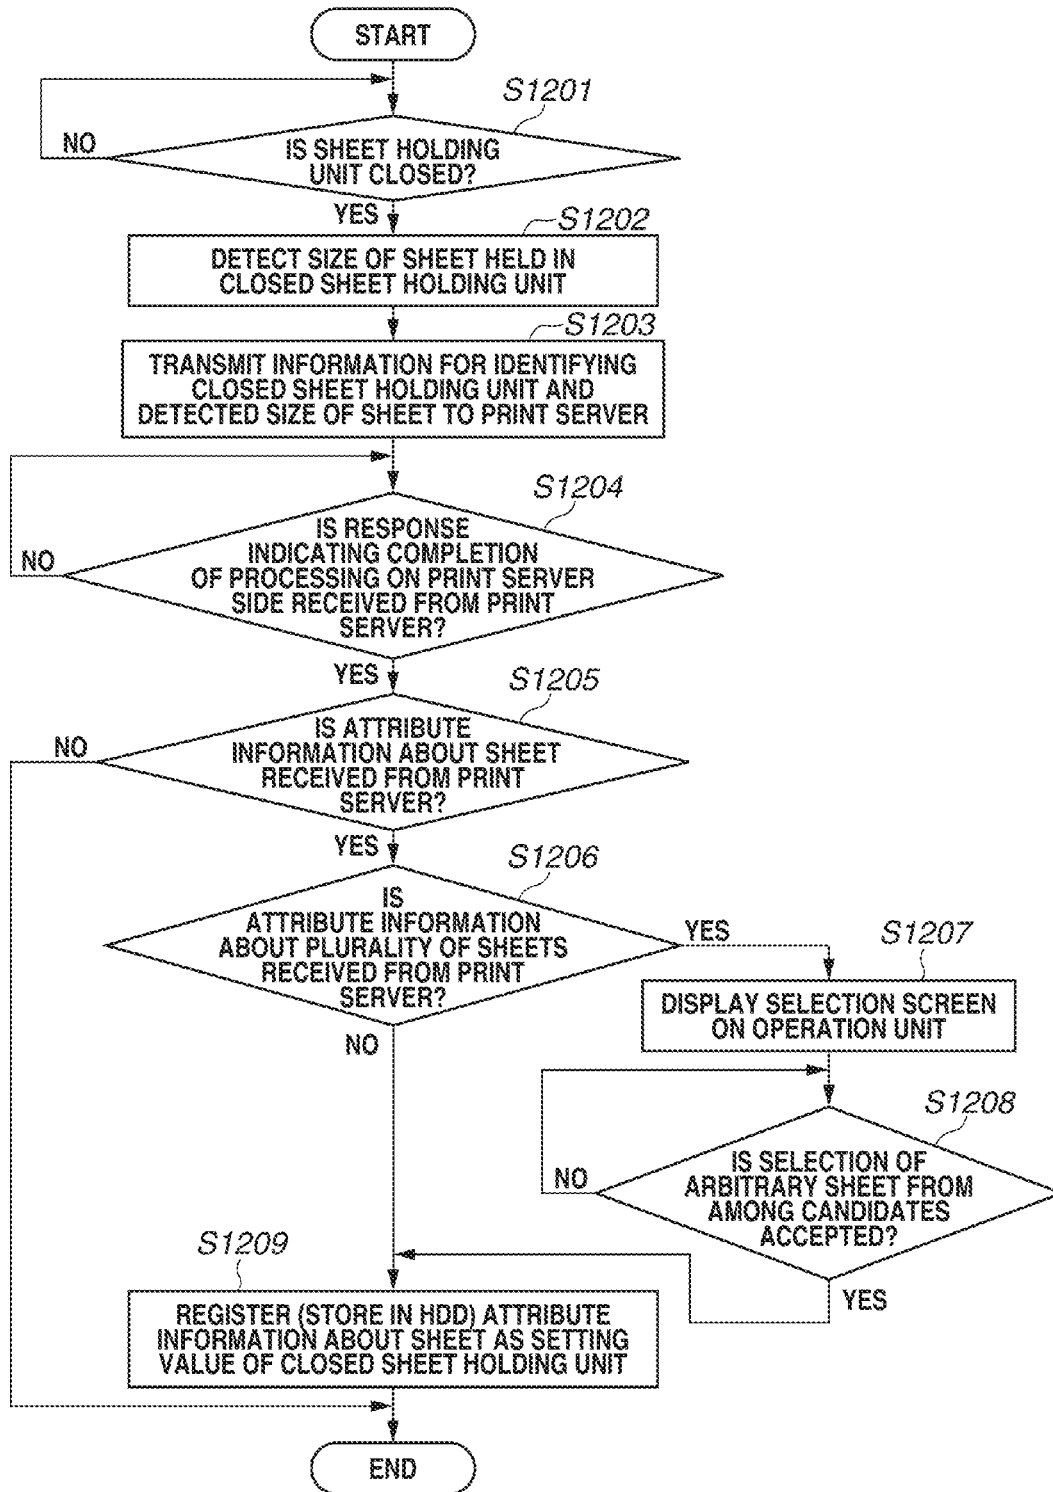 START
S1201
NO
IS SHEET HOLDING
UNIT CLOSED?
YES
S1202
DETECT SIZE OF SHEET HELD IN
CLOSED SHEET HOLDING UNIT
S1203
TRANSMIT INFORMATION FOR IDENTIFYING
CLOSED SHEET HOLDING UNIT AND
DETECTED SIZE OF SHEET TO PRINT SERVER
S1204
IS RESPONSE
INDICATING COMPLETION
OF PROCESSING ON PRINT SERVER
SIDE RECEIVED FROM PRINT
SERVER?
NO
YES
S1205
IS ATTRIBUTE
INFORMATION ABOUT SHEET
RECEIVED FROM PRINT
SERVER?
NO
YES
S1206
IS
ATTRIBUTE INFORMATION
ABOUT PLURALITY OF SHEETS
RECEIVED FROM PRINT
SERVER?
YES
NO
S1207
DISPLAY SELECTION SCREEN
ON OPERATION UNIT
S1208
IS SELECTION OF
ARBITRARY SHEET FROM
AMONG CANDIDATES
ACCEPTED?
NO
YES
S1209
REGISTER (STORE IN HDD) ATTRIBUTE
INFORMATION ABOUT SHEET AS SETTING
VALUE OF CLOSED SHEET HOLDING UNIT
END